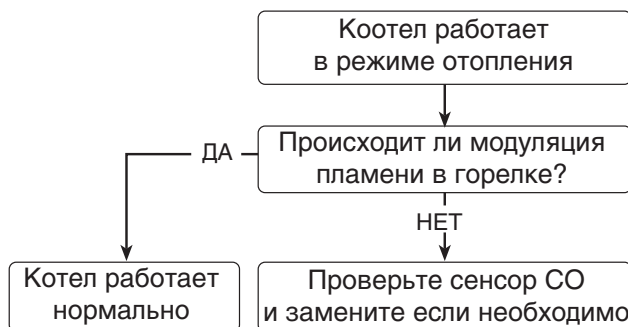 Коотел работает
в режиме отопления
Происходит ли модуляция
пламени в горелке?
ДА
НЕТ
Котел работает
нормально
Проверьте сенсор CO
и замените если необходимо